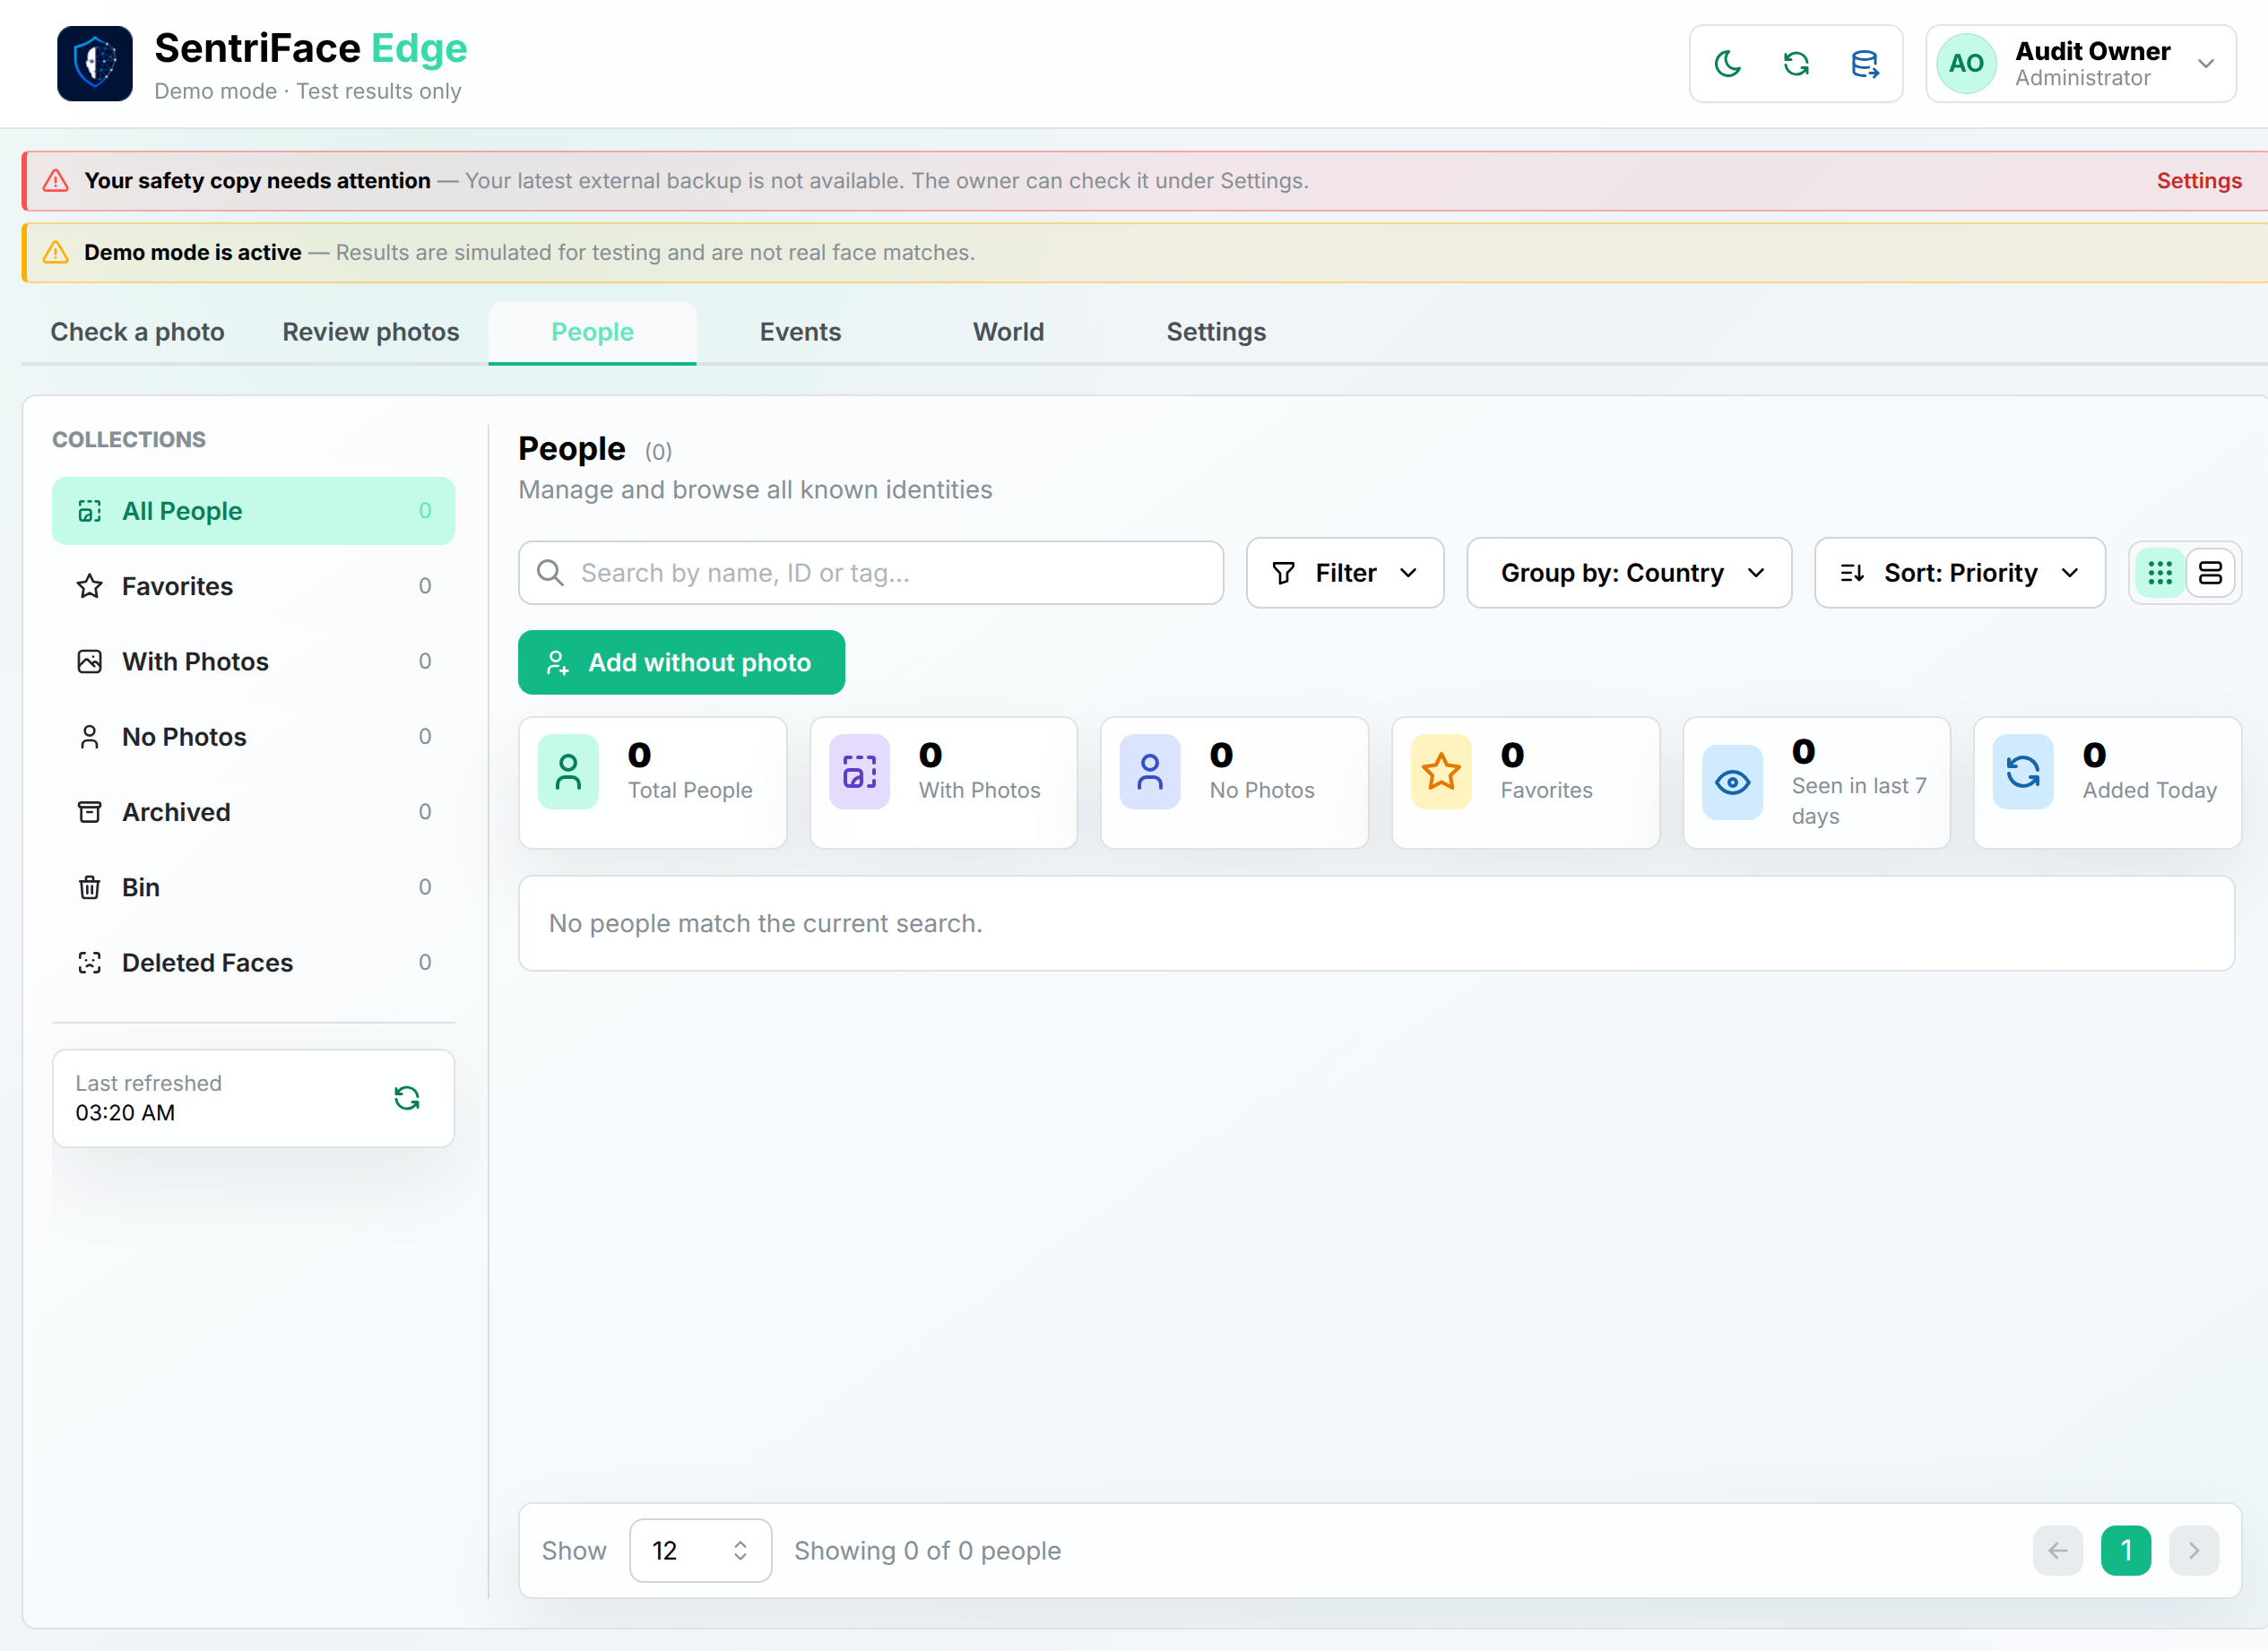 SentriFace Edge
Demo mode · Test results only
AO
Audit Owner
Administrator
Your safety copy needs attention — Your latest external backup is not available. The owner can check it under Settings.
Settings
Demo mode is active — Results are simulated for testing and are not real face matches.
Check a photo
Review photos
People
Events
World
Settings
COLLECTIONS
All People 0
Favorites 0
With Photos 0
No Photos 0
Archived 0
Bin 0
Deleted Faces 0
Last refreshed
03:20 AM
People (0)
Manage and browse all known identities
Search by name, ID or tag...
Filter
Group by: Country
Sort: Priority
Add without photo
0
Total People
0
With Photos
0
No Photos
0
Favorites
0
Seen in last 7
days
0
Added Today
No people match the current search.
Show 12 Showing 0 of 0 people
1